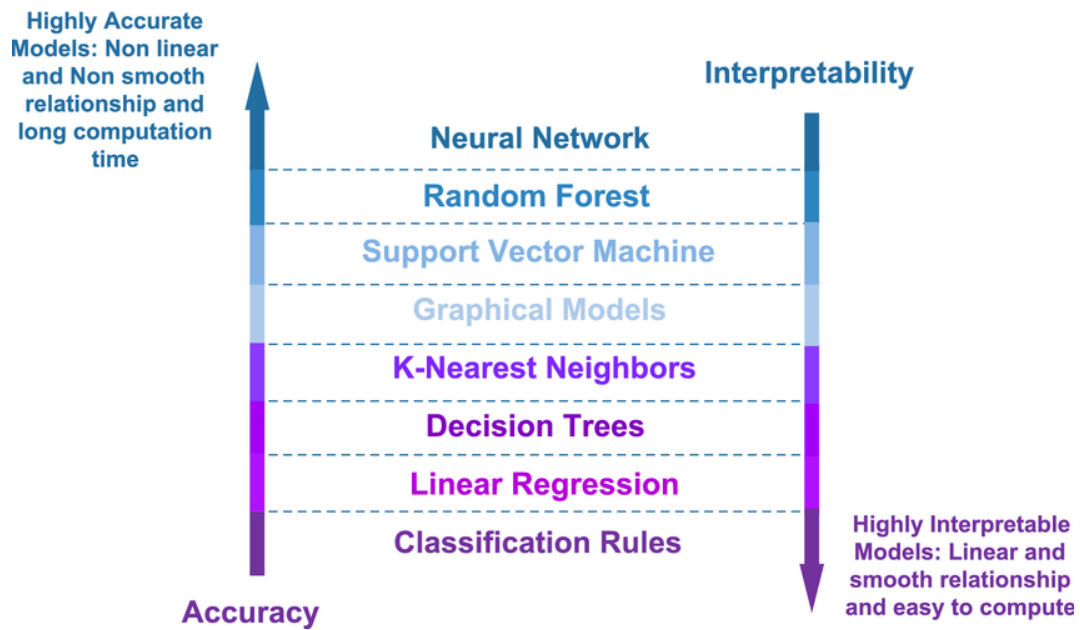 Highly Accurate
Models: Non linear
and Non smooth
relationship and
long computation
time
Interpretability
Neural Network
Random Forest
Support Vector Machine
Graphical Models
K-Nearest Neighbors
Decision Trees
Linear Regression
Classification Rules
Accuracy
Highly Interpretable
Models: Linear and
smooth relationship
and easy to compute